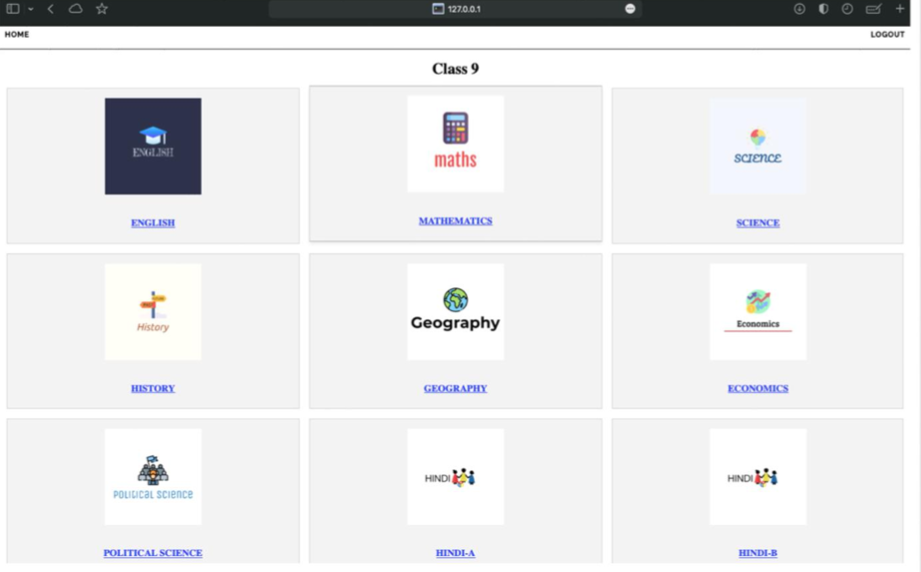 127.0.0.1
HOME
LOGOUT
Class 9
ENGLISH
maths
SCIENCE
ENGLISH
MATHEMATICS
SCIENCE
History
Geography
Economics
HISTORY
GEOGRAPHY
ECONOMICS
POLITICAL SCIENCE
HINDI
HINDI
POLITICAL SCIENCE
HINDI-A
HINDI-B